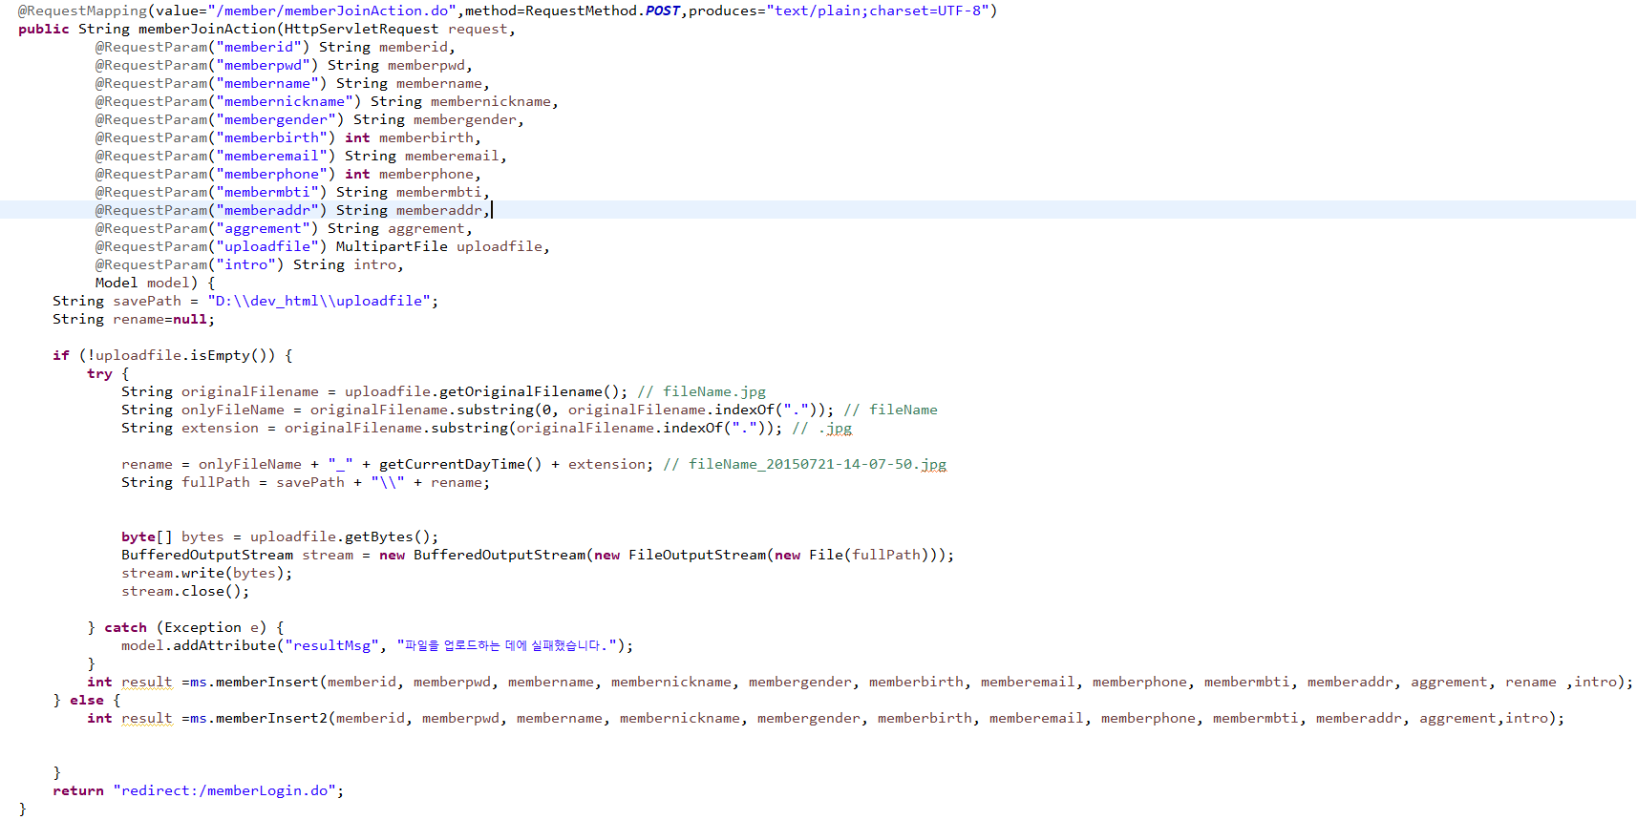 @RequestMapping(value="/member/memberJoinAction.do",method=RequestMethod.POST,produces="text/plain;charset=UTF-8")
public String memberJoinAction(HttpServletRequest request,
@RequestParam("memberid") String memberid,
@RequestParam("memberpwd") String memberpwd,
@RequestParam("membername") String membername,
@RequestParam("membernickname") String membernickname,
@RequestParam("membergender") String membergender,
@RequestParam("memberbirth") int memberbirth,
@RequestParam("memberemail") String memberemail,
@RequestParam("memberphone") int memberphone,
@RequestParam("membermbti") String membermbti,
@RequestParam("memberaddr") String memberaddr,
@RequestParam("aggrement") String aggrement,
@RequestParam("uploadfile") MultipartFile uploadfile,
@RequestParam("intro") String intro,
Model model) {
String savePath = "D:\\dev_html\\uploadfile";
String rename=null;
if (!uploadfile.isEmpty()) {
try {
String originalFilename = uploadfile.getOriginalFilename(); // fileName.jpg
String onlyFileName = originalFilename.substring(0, originalFilename.indexOf(".")); // fileName
String extension = originalFilename.substring(originalFilename.indexOf(".")); // .jpg
rename = onlyFileName + "_" + getCurrentDayTime() + extension; // fileName_20150721-14-07-50.jpg
String fullPath = savePath + "\\" + rename;
byte[] bytes = uploadfile.getBytes();
BufferedOutputStream stream = new BufferedOutputStream(new FileOutputStream(new File(fullPath)));
stream.write(bytes);
stream.close();
} catch (Exception e) {
model.addAttribute("resultMsg", "파일을 업로드하는 데에 실패했습니다.");
}
int result =ms.memberInsert(memberid, memberpwd, membername, membernickname, membergender, memberbirth, memberemail, memberphone, membermbti, memberaddr, aggrement, rename ,intro);
} else {
int result =ms.memberInsert2(memberid, memberpwd, membername, membernickname, membergender, memberbirth, memberemail, memberphone, membermbti, memberaddr, aggrement,intro);
}
return "redirect:/memberLogin.do";
}